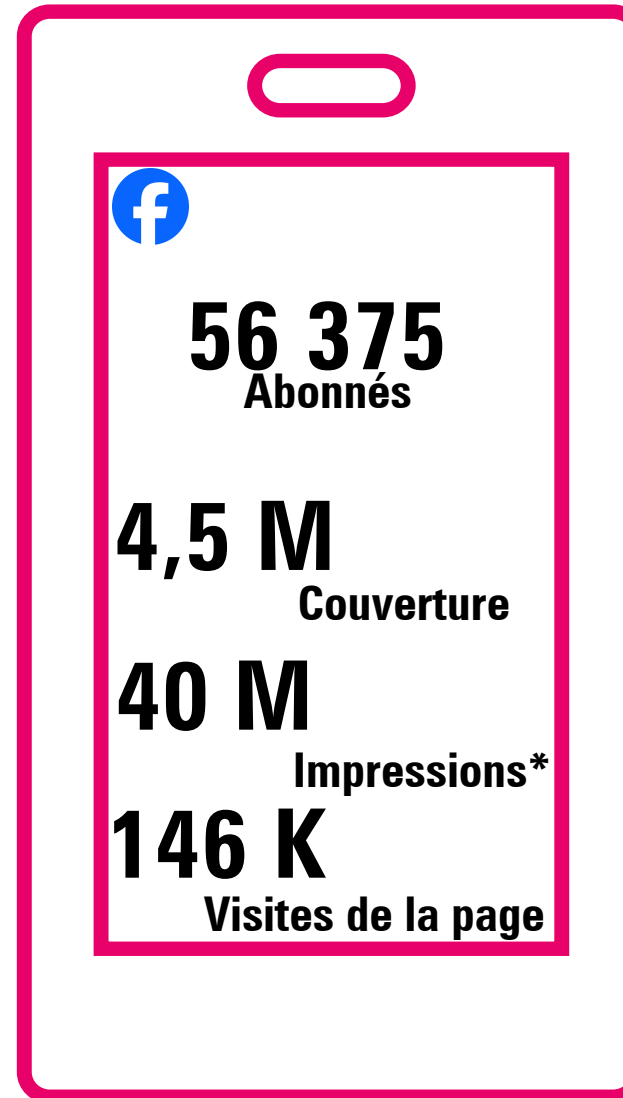 56 375
Abonnés
4,5 M
Couverture
40 M
Impressions*
146 K
Visites de la page